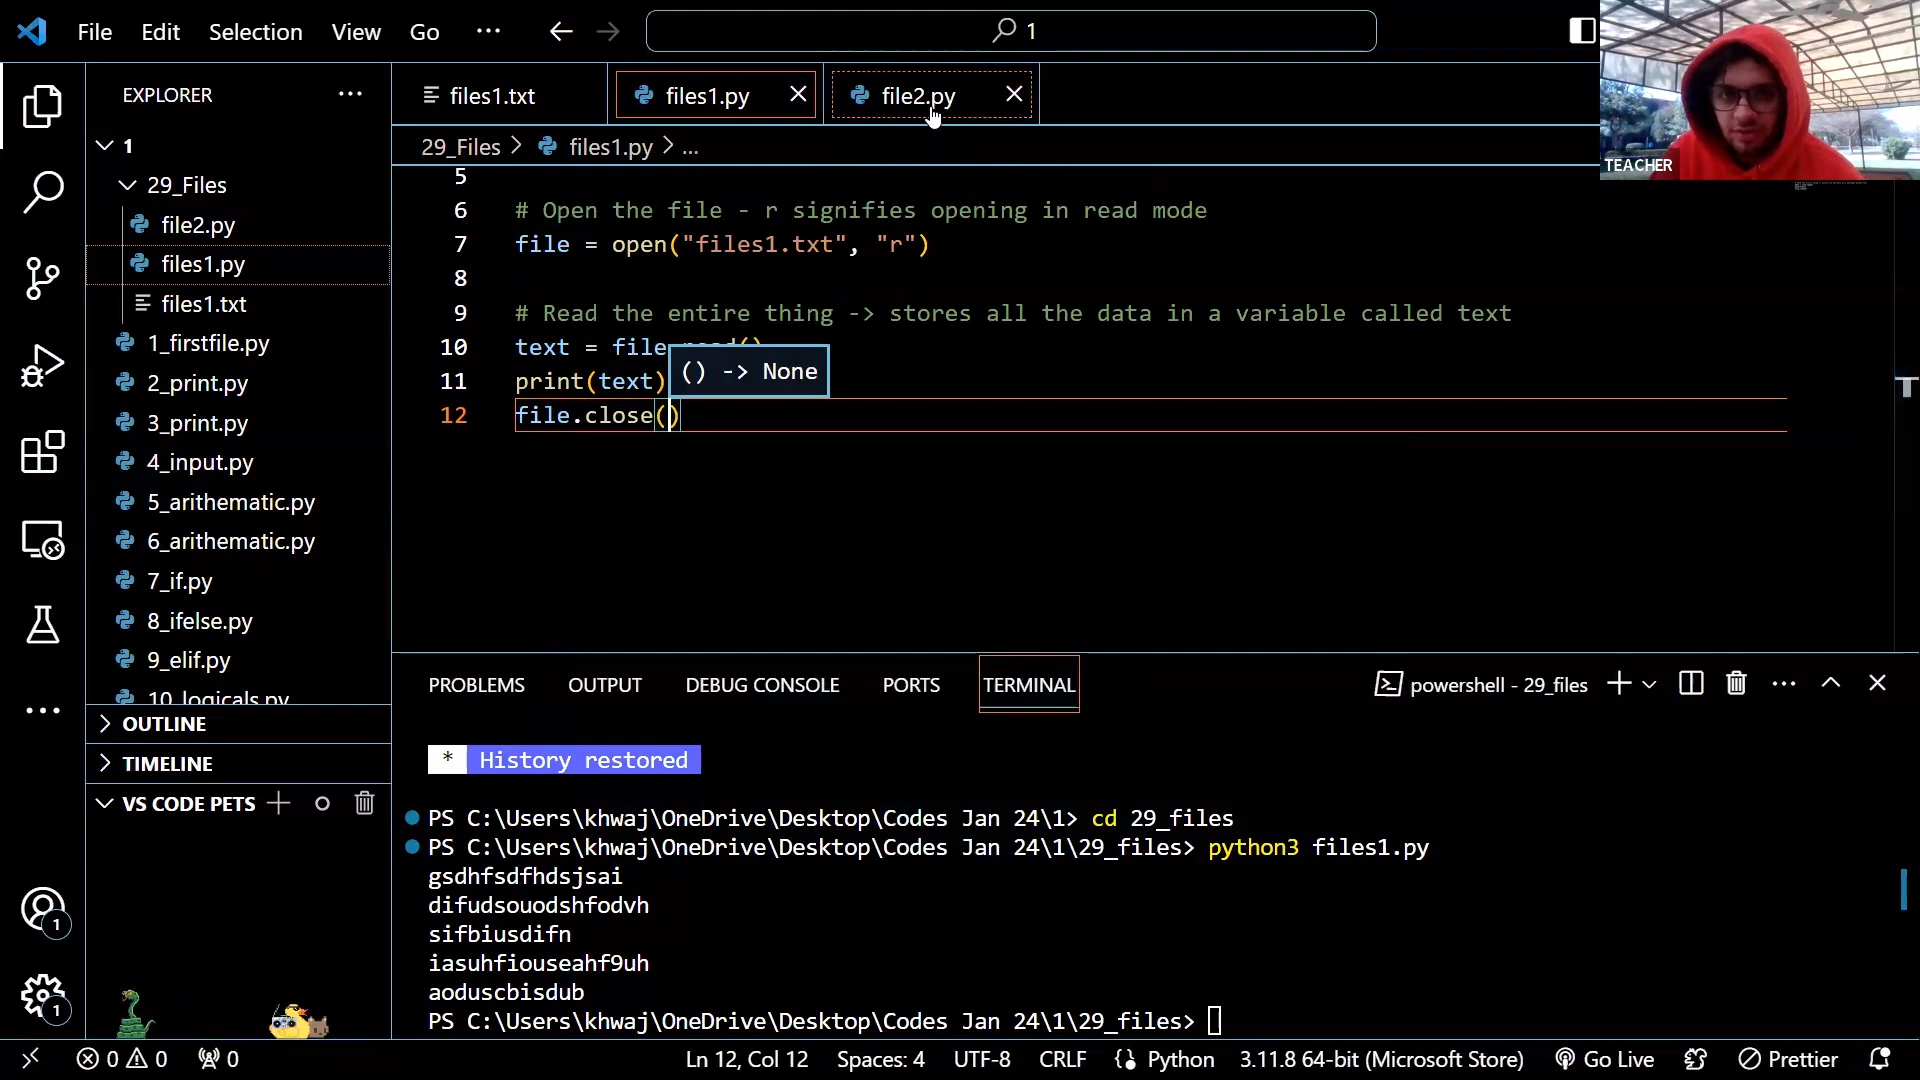 File Edit Selection View Go ··· 1
TEACHER
EXPLORER ···
files1.txt files1.py file2.py
29_Files > files1.py > ...
1
29_Files
file2.py
files1.py
files1.txt
1_firstfile.py
2_print.py
3_print.py
4_input.py
5_arithematic.py
6_arithematic.py
7_if.py
8_ifelse.py
9_elif.py
10_logicals.py
OUTLINE
TIMELINE
VS CODE PETS
5
6 # Open the file - r signifies opening in read mode
7 file = open("files1.txt", "r")
8
9 # Read the entire thing -> stores all the data in a variable called text
10 text = file.read()
() -> None
11 print(text)
12 file.close()
PROBLEMS OUTPUT DEBUG CONSOLE PORTS TERMINAL powershell - 29_files
* History restored
PS C:\Users\khwaj\OneDrive\Desktop\Codes Jan 24\1> cd 29_files
PS C:\Users\khwaj\OneDrive\Desktop\Codes Jan 24\1\29_files> python3 files1.py
gsdhfsdfhdsjsai
difudsouodshfodvh
sifbiusdifn
iasuhfiouseahf9uh
aoduscbisdub
PS C:\Users\khwaj\OneDrive\Desktop\Codes Jan 24\1\29_files>
1
1
0 0 0 Ln 12, Col 12 Spaces: 4 UTF-8 CRLF Python 3.11.8 64-bit (Microsoft Store) Go Live Prettier